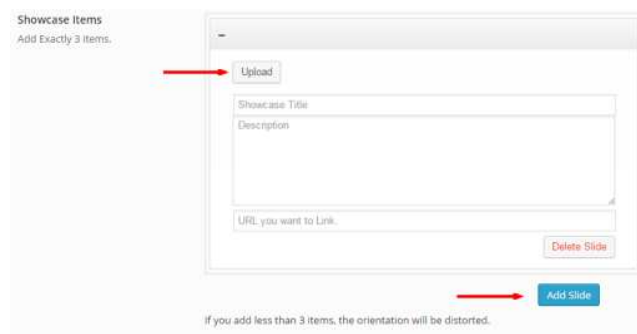 Showcase Items
Add Exactly 3 Items.
–
Upload
Showcase Title
Description
URL you want to Link.
Delete Slide
Add Slide
If you add less than 3 items, the orientation will be distorted.